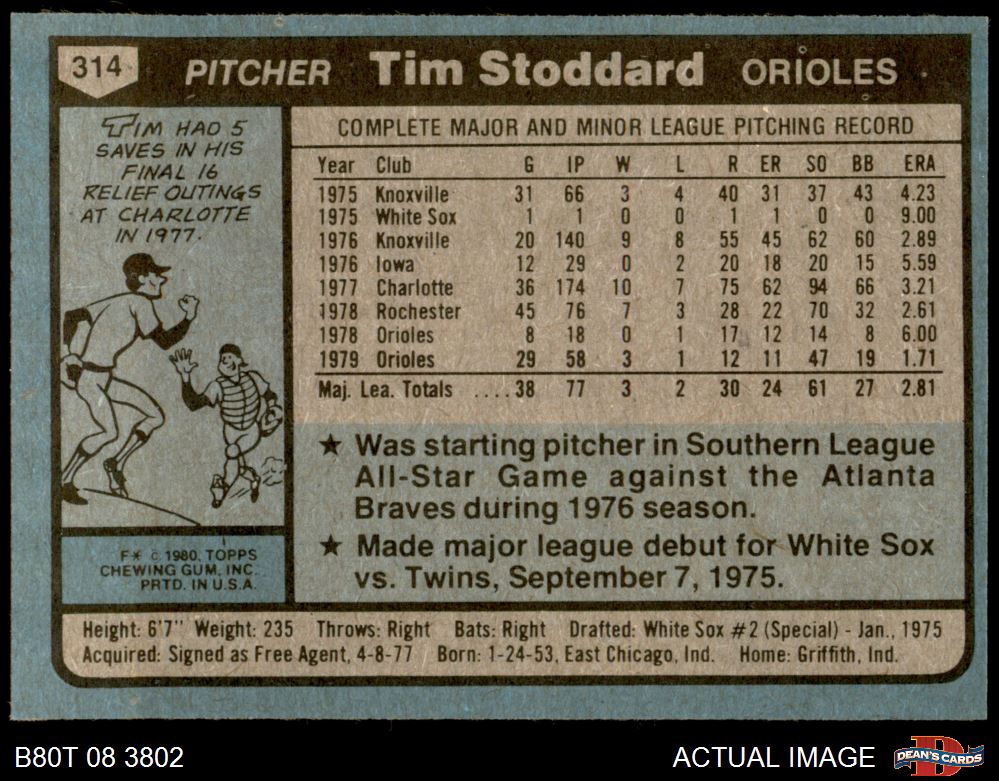 314 PITCHER Tim Stoddard ORIOLES
TIM HAD 5
SAVES IN HIS
FINAL 16
RELIEF OUTINGS
AT CHARLOTTE
IN 1977.
COMPLETE MAJOR AND MINOR LEAGUE PITCHING RECORD
Year Club G IP W L R ER SO BB ERA
1975 Knoxville 31 66 3 4 40 31 37 43 4.23
1975 White Sox 1 1 0 0 1 1 0 0 9.00
1976 Knoxville 20 140 9 8 55 45 62 60 2.89
1976 Iowa 12 29 0 2 20 18 20 15 5.59
1977 Charlotte 36 174 10 7 75 62 94 66 3.21
1978 Rochester 45 76 7 3 28 22 70 32 2.61
1978 Orioles 8 18 0 1 17 12 14 8 6.00
1979 Orioles 29 58 3 1 12 11 47 19 1.71
Maj. Lea. Totals ....38 77 3 2 30 24 61 27 2.81
★ Was starting pitcher in Southern League
All-Star Game against the Atlanta
Braves during 1976 season.
★ Made major league debut for White Sox
vs. Twins, September 7, 1975.
F✶ © 1980, TOPPS
CHEWING GUM, INC.
PRTD. IN U.S.A.
Height: 6'7" Weight: 235 Throws: Right Bats: Right Drafted: White Sox #2 (Special) - Jan., 1975
Acquired: Signed as Free Agent, 4-8-77 Born: 1-24-53, East Chicago, Ind. Home: Griffith, Ind.
B80T 08 3802 ACTUAL IMAGE DEAN'S CARDS